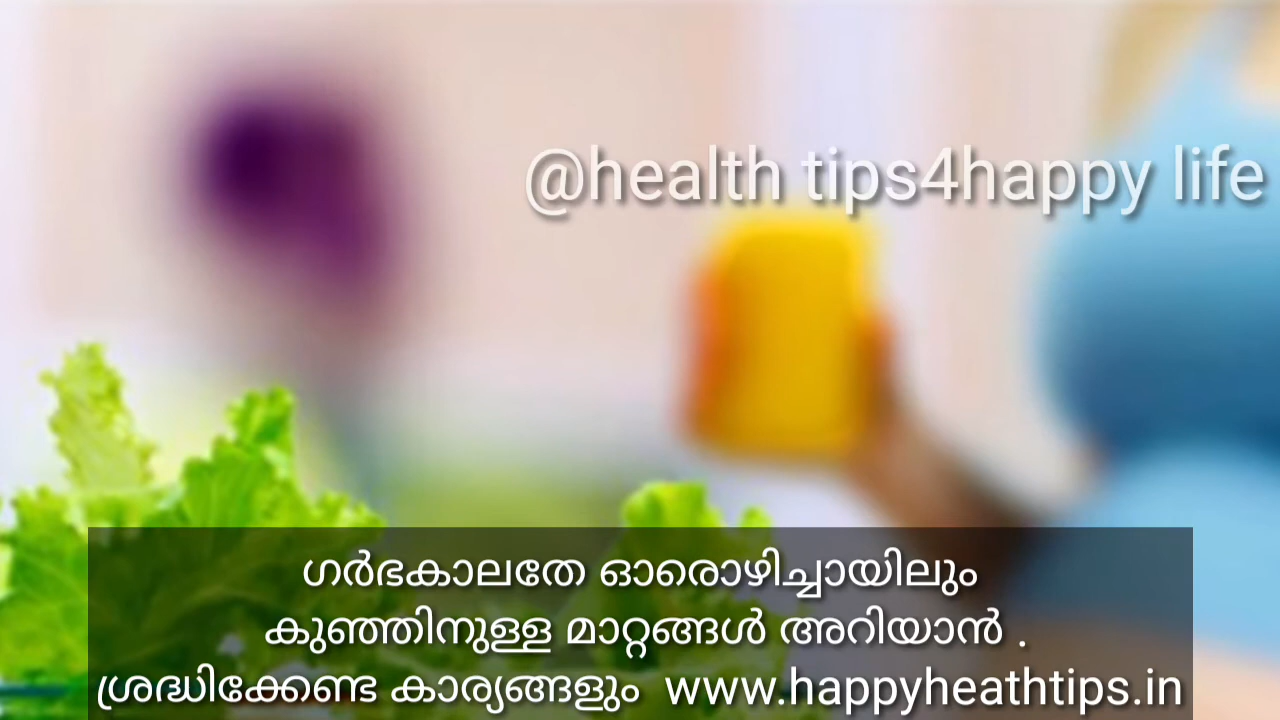 @health tips4happy life
ഗർഭകാലതേ ഓരൊഴിച്ചായിലും
കുഞ്ഞിനുള്ള മാറ്റങ്ങൾ അറിയാൻ .
ശ്രദ്ധിക്കേണ്ട കാര്യങ്ങളും www.happyheathtips.in